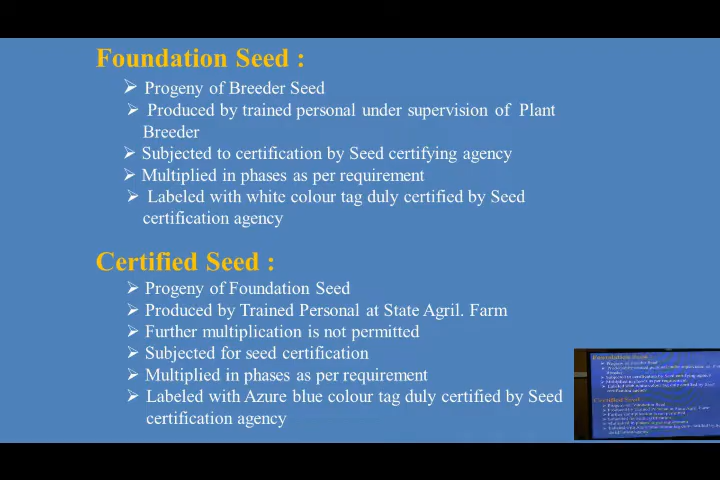 Foundation Seed :
➢ Progeny of Breeder Seed
➢ Produced by trained personal under supervision of Plant
Breeder
➢ Subjected to certification by Seed certifying agency
➢ Multiplied in phases as per requirement
➢ Labeled with white colour tag duly certified by Seed
certification agency
Certified Seed :
➢ Progeny of Foundation Seed
➢ Produced by Trained Personal at State Agril. Farm
➢ Further multiplication is not permitted
➢ Subjected for seed certification
➢ Multiplied in phases as per requirement
➢ Labeled with Azure blue colour tag duly certified by Seed
certification agency